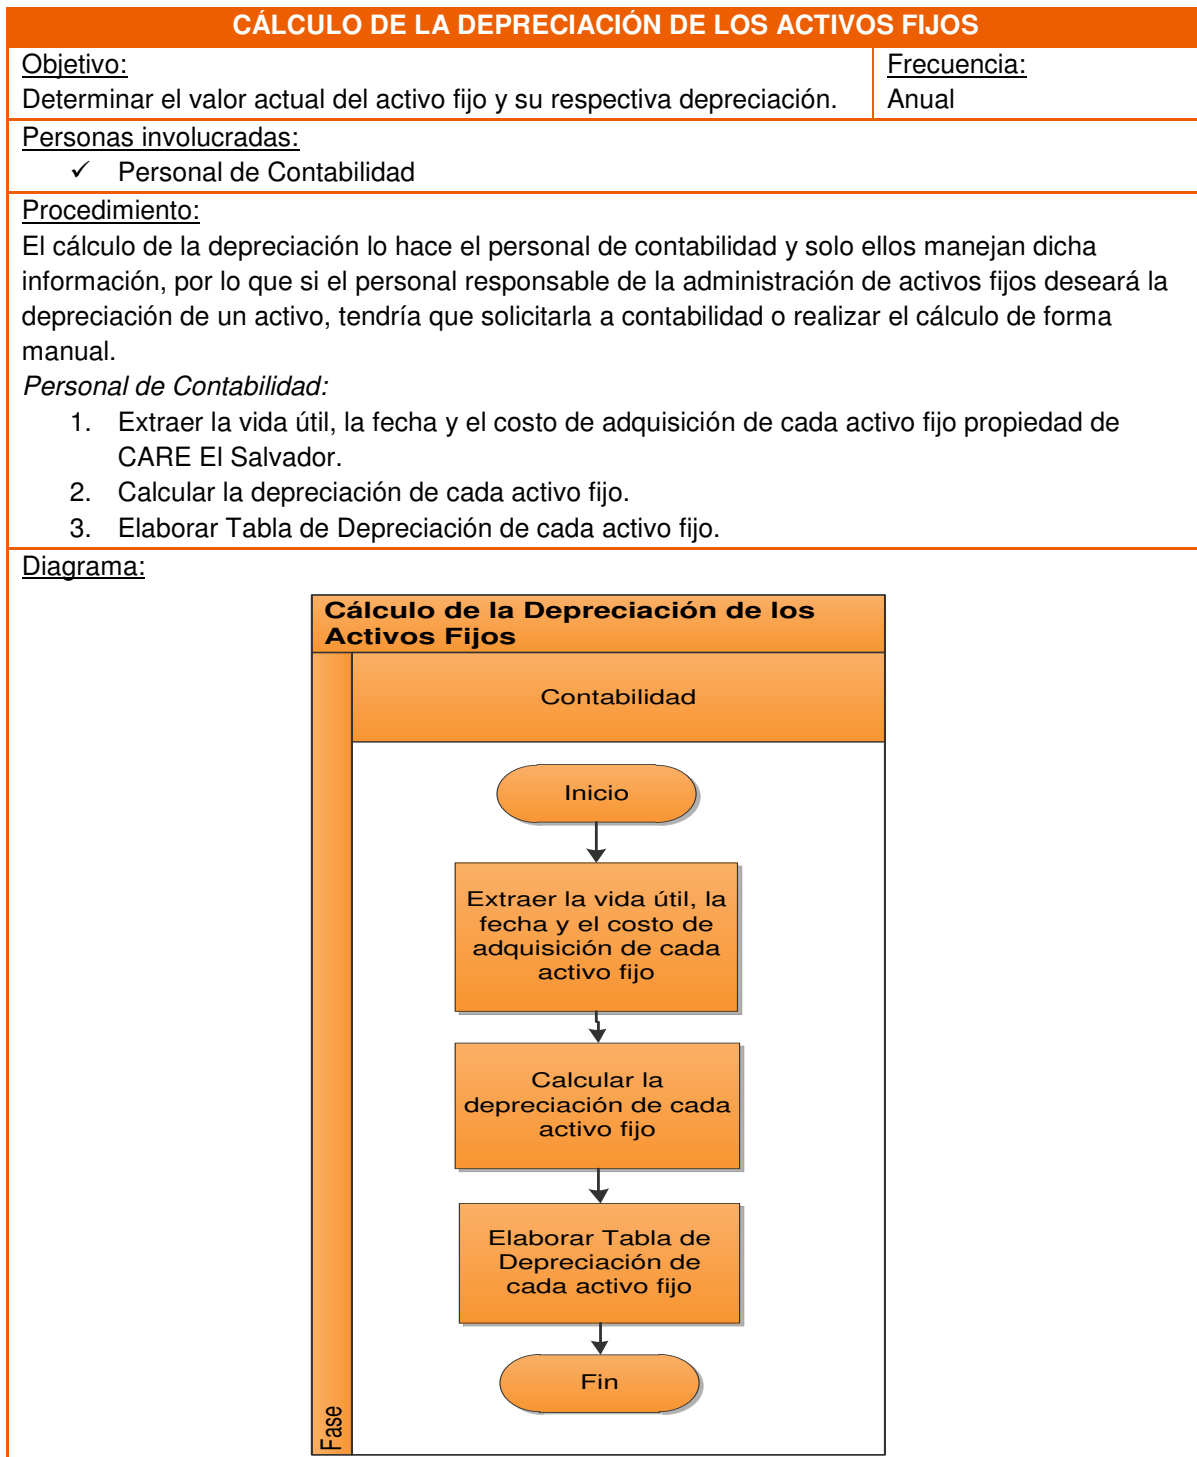 CÁLCULO DE LA DEPRECIACIÓN DE LOS ACTIVOS FIJOS
Objetivo:
Determinar el valor actual del activo fijo y su respectiva depreciación.
Frecuencia:
Anual
Personas involucradas:
✓ Personal de Contabilidad
Procedimiento:
El cálculo de la depreciación lo hace el personal de contabilidad y solo ellos manejan dicha
información, por lo que si el personal responsable de la administración de activos fijos deseará la
depreciación de un activo, tendría que solicitarla a contabilidad o realizar el cálculo de forma
manual.
Personal de Contabilidad:
1. Extraer la vida útil, la fecha y el costo de adquisición de cada activo fijo propiedad de
CARE El Salvador.
2. Calcular la depreciación de cada activo fijo.
3. Elaborar Tabla de Depreciación de cada activo fijo.
Diagrama:
Cálculo de la Depreciación de los
Activos Fijos
Contabilidad
Inicio
Extraer la vida útil, la
fecha y el costo de
adquisición de cada
activo fijo
Calcular la
depreciación de cada
activo fijo
Elaborar Tabla de
Depreciación de
cada activo fijo
Fin
Fase